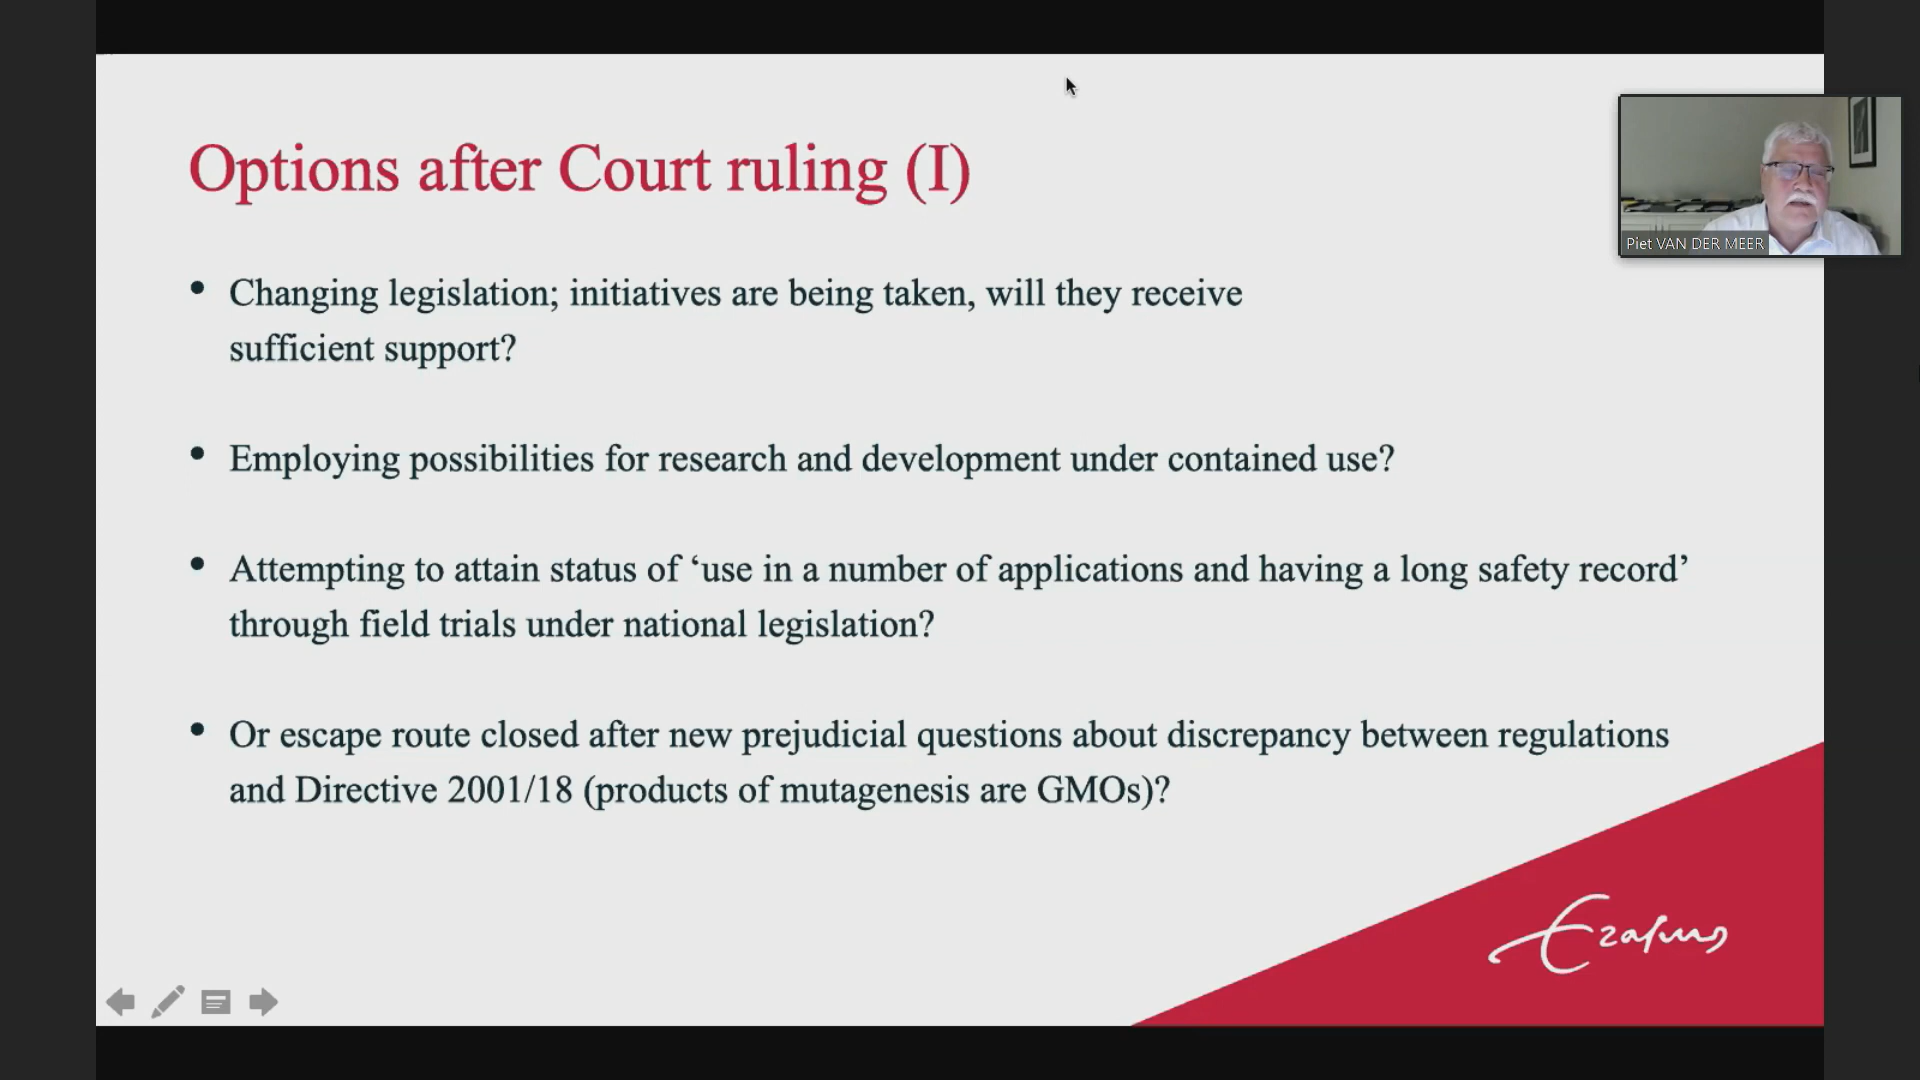 Options after Court ruling (I)
Piet VAN DER MEER
• Changing legislation; initiatives are being taken, will they receive
sufficient support?
• Employing possibilities for research and development under contained use?
• Attempting to attain status of ‘use in a number of applications and having a long safety record’
through field trials under national legislation?
• Or escape route closed after new prejudicial questions about discrepancy between regulations
and Directive 2001/18 (products of mutagenesis are GMOs)?
Erasmus